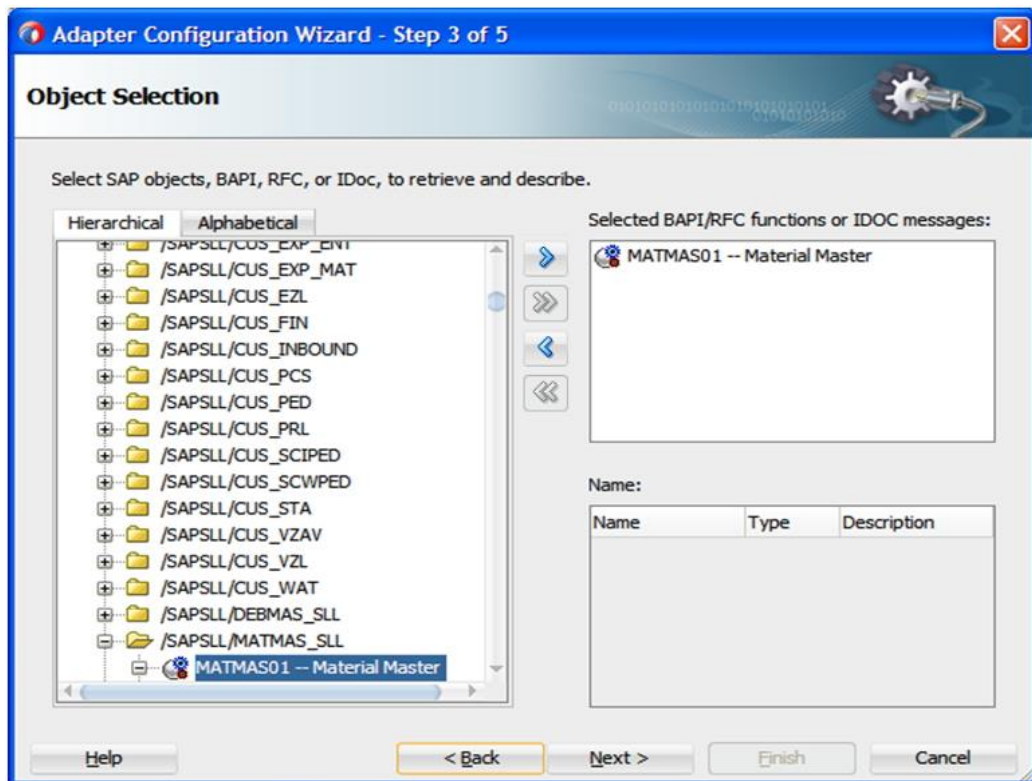 Adapter Configuration Wizard - Step 3 of 5
Object Selection
Select SAP objects, BAPI, RFC, or IDoc, to retrieve and describe.
Hierarchical Alphabetical
/SAPSLL/CUS_EXP_ENT
/SAPSLL/CUS_EXP_MAT
/SAPSLL/CUS_EZL
/SAPSLL/CUS_FIN
/SAPSLL/CUS_INBOUND
/SAPSLL/CUS_PCS
/SAPSLL/CUS_PED
/SAPSLL/CUS_PRL
/SAPSLL/CUS_SCIPED
/SAPSLL/CUS_SCWPED
/SAPSLL/CUS_STA
/SAPSLL/CUS_VZAV
/SAPSLL/CUS_VZL
/SAPSLL/CUS_WAT
/SAPSLL/DEBMAS_SLL
/SAPSLL/MATMAS_SLL
MATMAS01 -- Material Master
Selected BAPI/RFC functions or IDOC messages:
MATMAS01 -- Material Master
Name:
Name Type Description
Help < Back Next > Finish Cancel